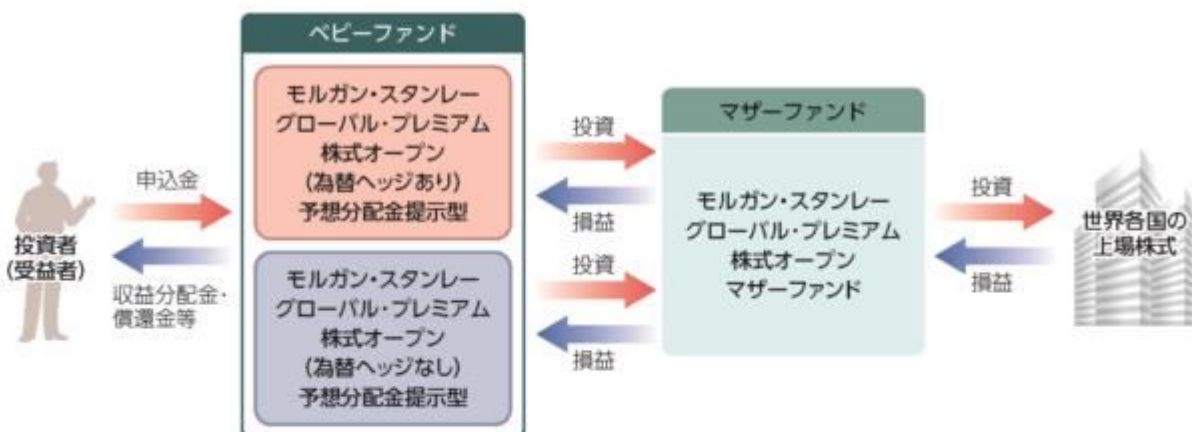 ベビーファンド
モルガン・スタンレー
グローバル・プレミアム
株式オープン
(為替ヘッジあり)
予想分配金提示型
モルガン・スタンレー
グローバル・プレミアム
株式オープン
(為替ヘッジなし)
予想分配金提示型
投資者
(受益者)
申込金
収益分配金・
償還金等
投資
損益
投資
損益
マザーファンド
モルガン・スタンレー
グローバル・プレミアム
株式オープン
マザーファンド
投資
損益
世界各国の
上場株式